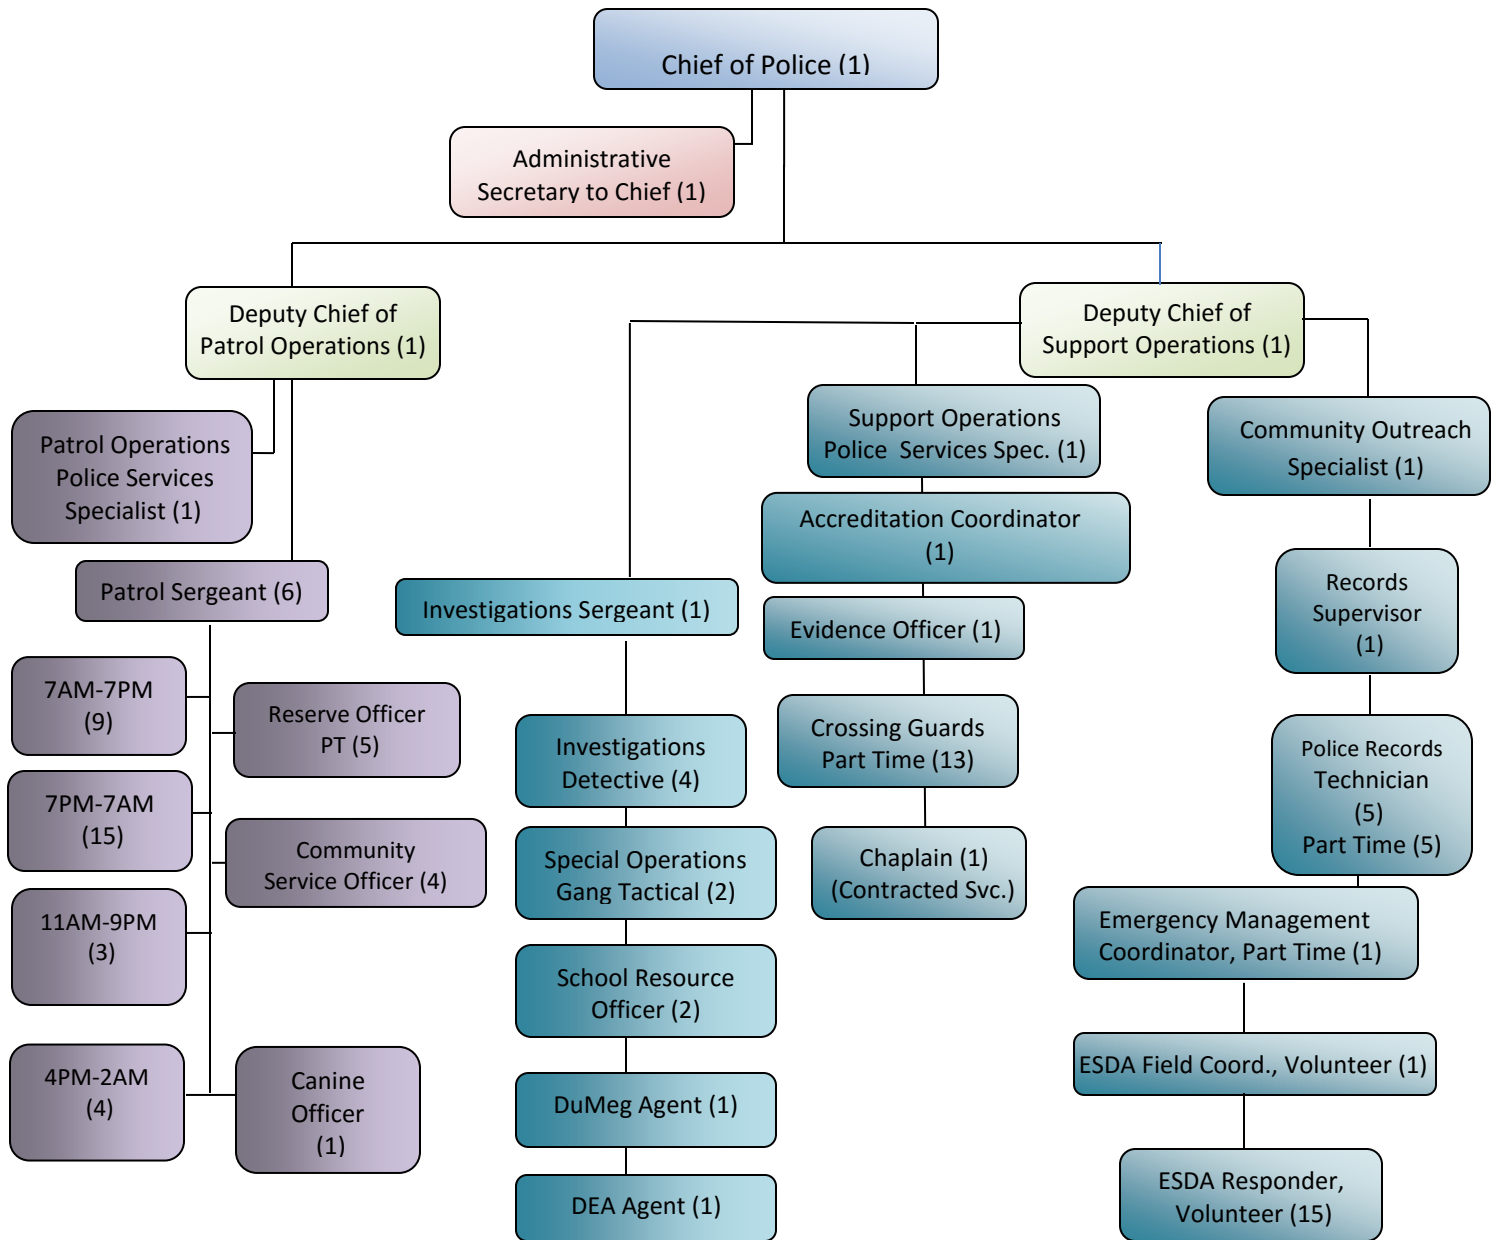 Chief of Police (1)
Administrative
Secretary to Chief (1)
Deputy Chief of
Patrol Operations (1)
Deputy Chief of
Support Operations (1)
Patrol Operations
Police Services
Specialist (1)
Patrol Sergeant (6)
7AM-7PM
(9)
Reserve Officer
PT (5)
7PM-7AM
(15)
Community
Service Officer (4)
11AM-9PM
(3)
4PM-2AM
(4)
Canine
Officer
(1)
Investigations Sergeant (1)
Investigations
Detective (4)
Special Operations
Gang Tactical (2)
School Resource
Officer (2)
DuMeg Agent (1)
DEA Agent (1)
Support Operations
Police  Services Spec. (1)
Accreditation Coordinator
(1)
Evidence Officer (1)
Crossing Guards
Part Time (13)
Chaplain (1)
(Contracted Svc.)
Community Outreach
Specialist (1)
Records
Supervisor
(1)
Police Records
Technician
(5)
Part Time (5)
Emergency Management
Coordinator, Part Time (1)
ESDA Field Coord., Volunteer (1)
ESDA Responder,
Volunteer (15)